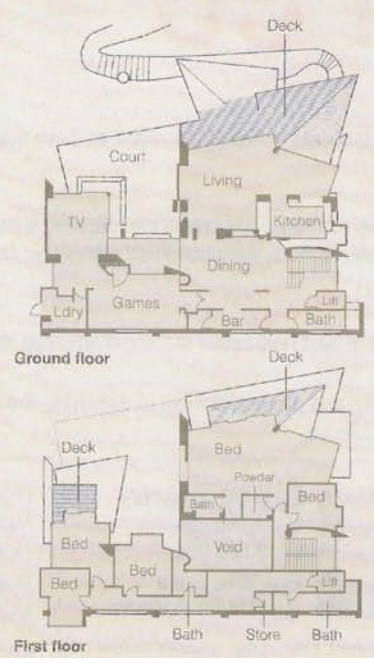 Deck
Court
Living
TV
Kitchen
Dining
Lift
Ldry
Games
Bar
Bath
Ground floor
Deck
Deck
Bed
Powder
Bath
Bed
Bed
Void
Bed
Bed
Lift
Bath
Store
Bath
First floor